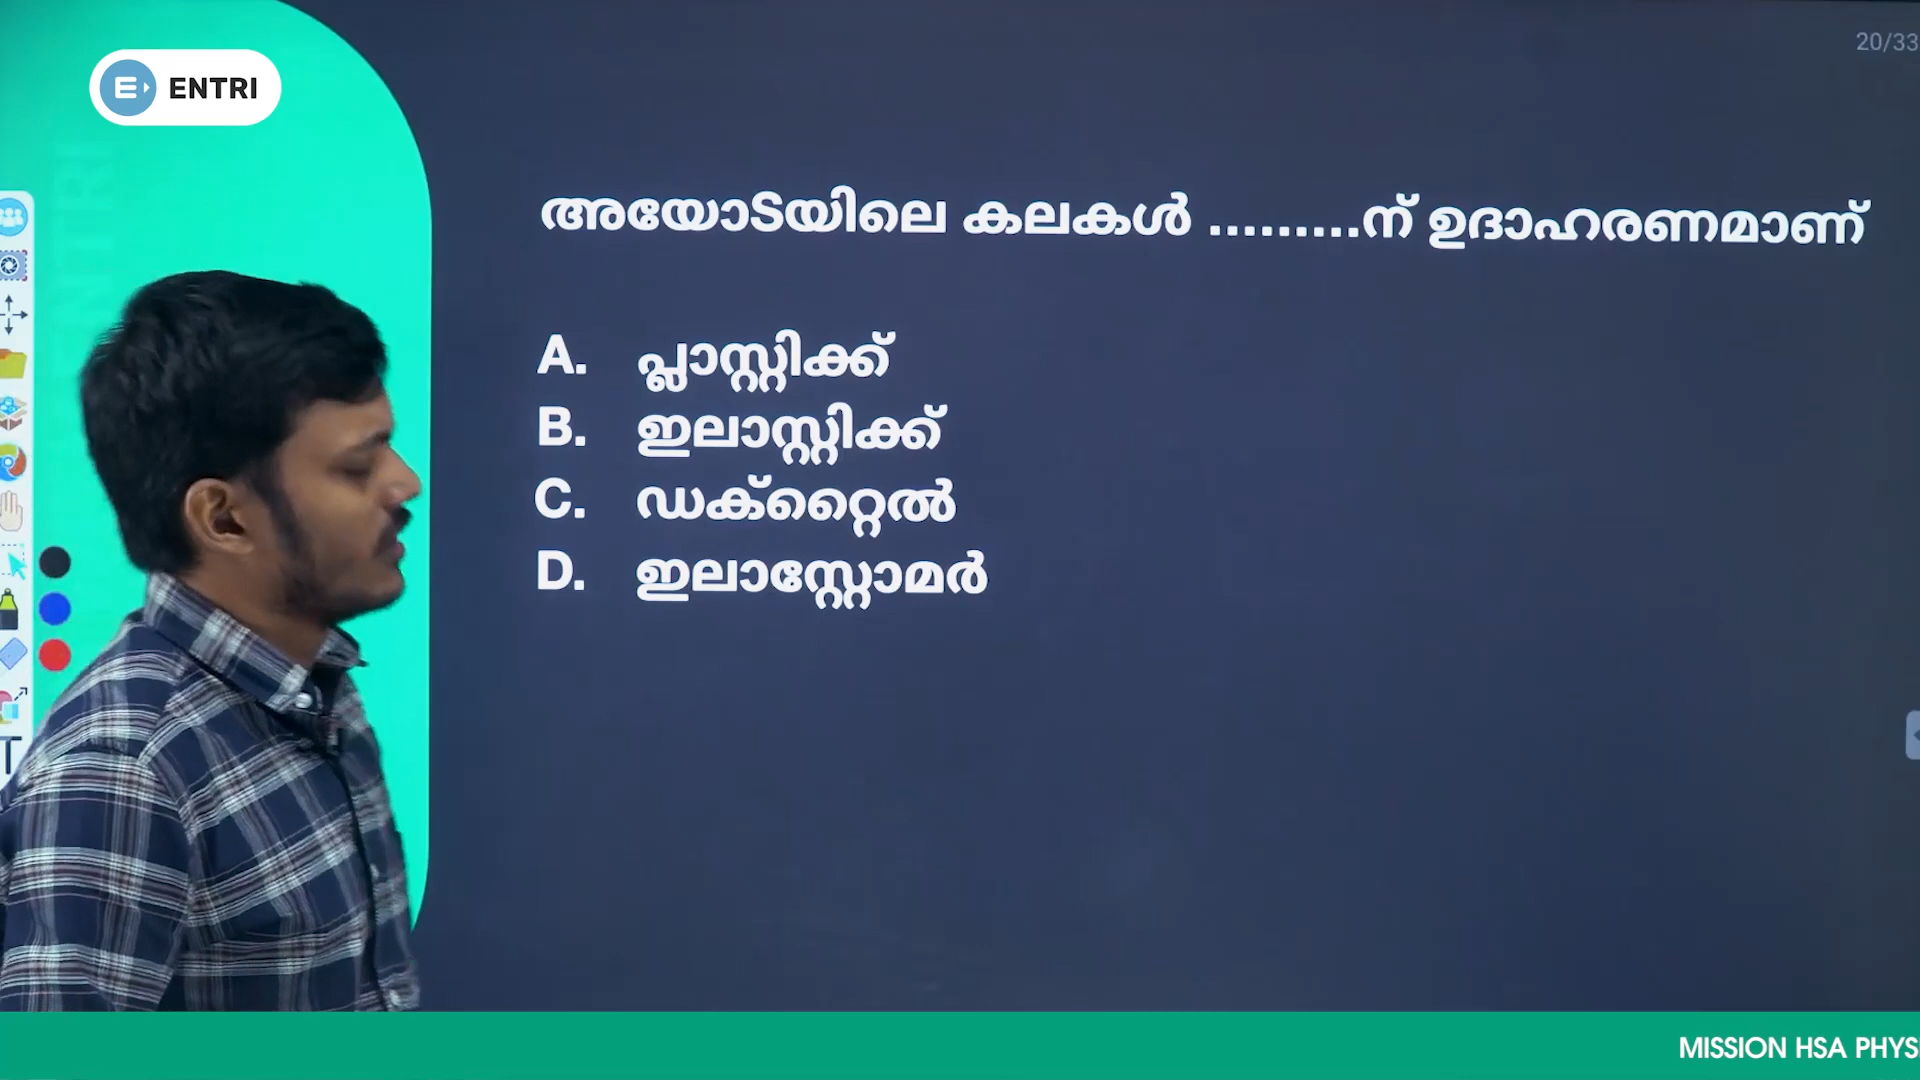 ENTRI
20/33
അയോടയിലെ കലകൾ .........ന് ഉദാഹരണമാണ്
A. പ്ലാസ്റ്റിക്ക്
B. ഇലാസ്റ്റിക്ക്
C. ഡക്റ്റൈൽ
D. ഇലാസ്റ്റോമർ
T
MISSION HSA PHYS